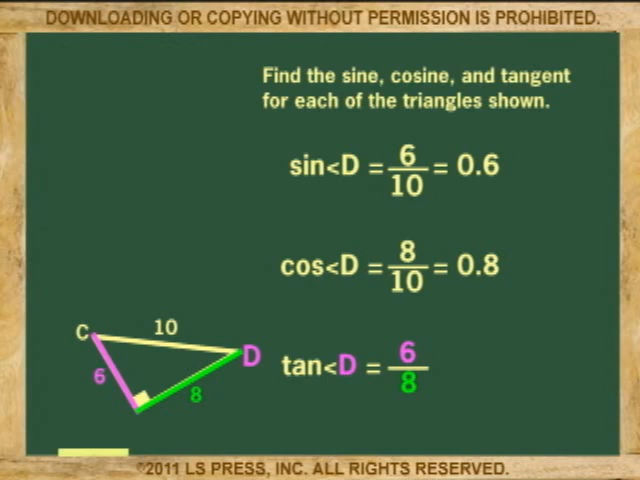 DOWNLOADING OR COPYING WITHOUT PERMISSION IS PROHIBITED.
Find the sine, cosine, and tangent
for each of the triangles shown.
sin<D = 6/10 = 0.6
cos<D = 8/10 = 0.8
C
10
D
6
8
tan<D = 6/8
©2011 LS PRESS, INC. ALL RIGHTS RESERVED.